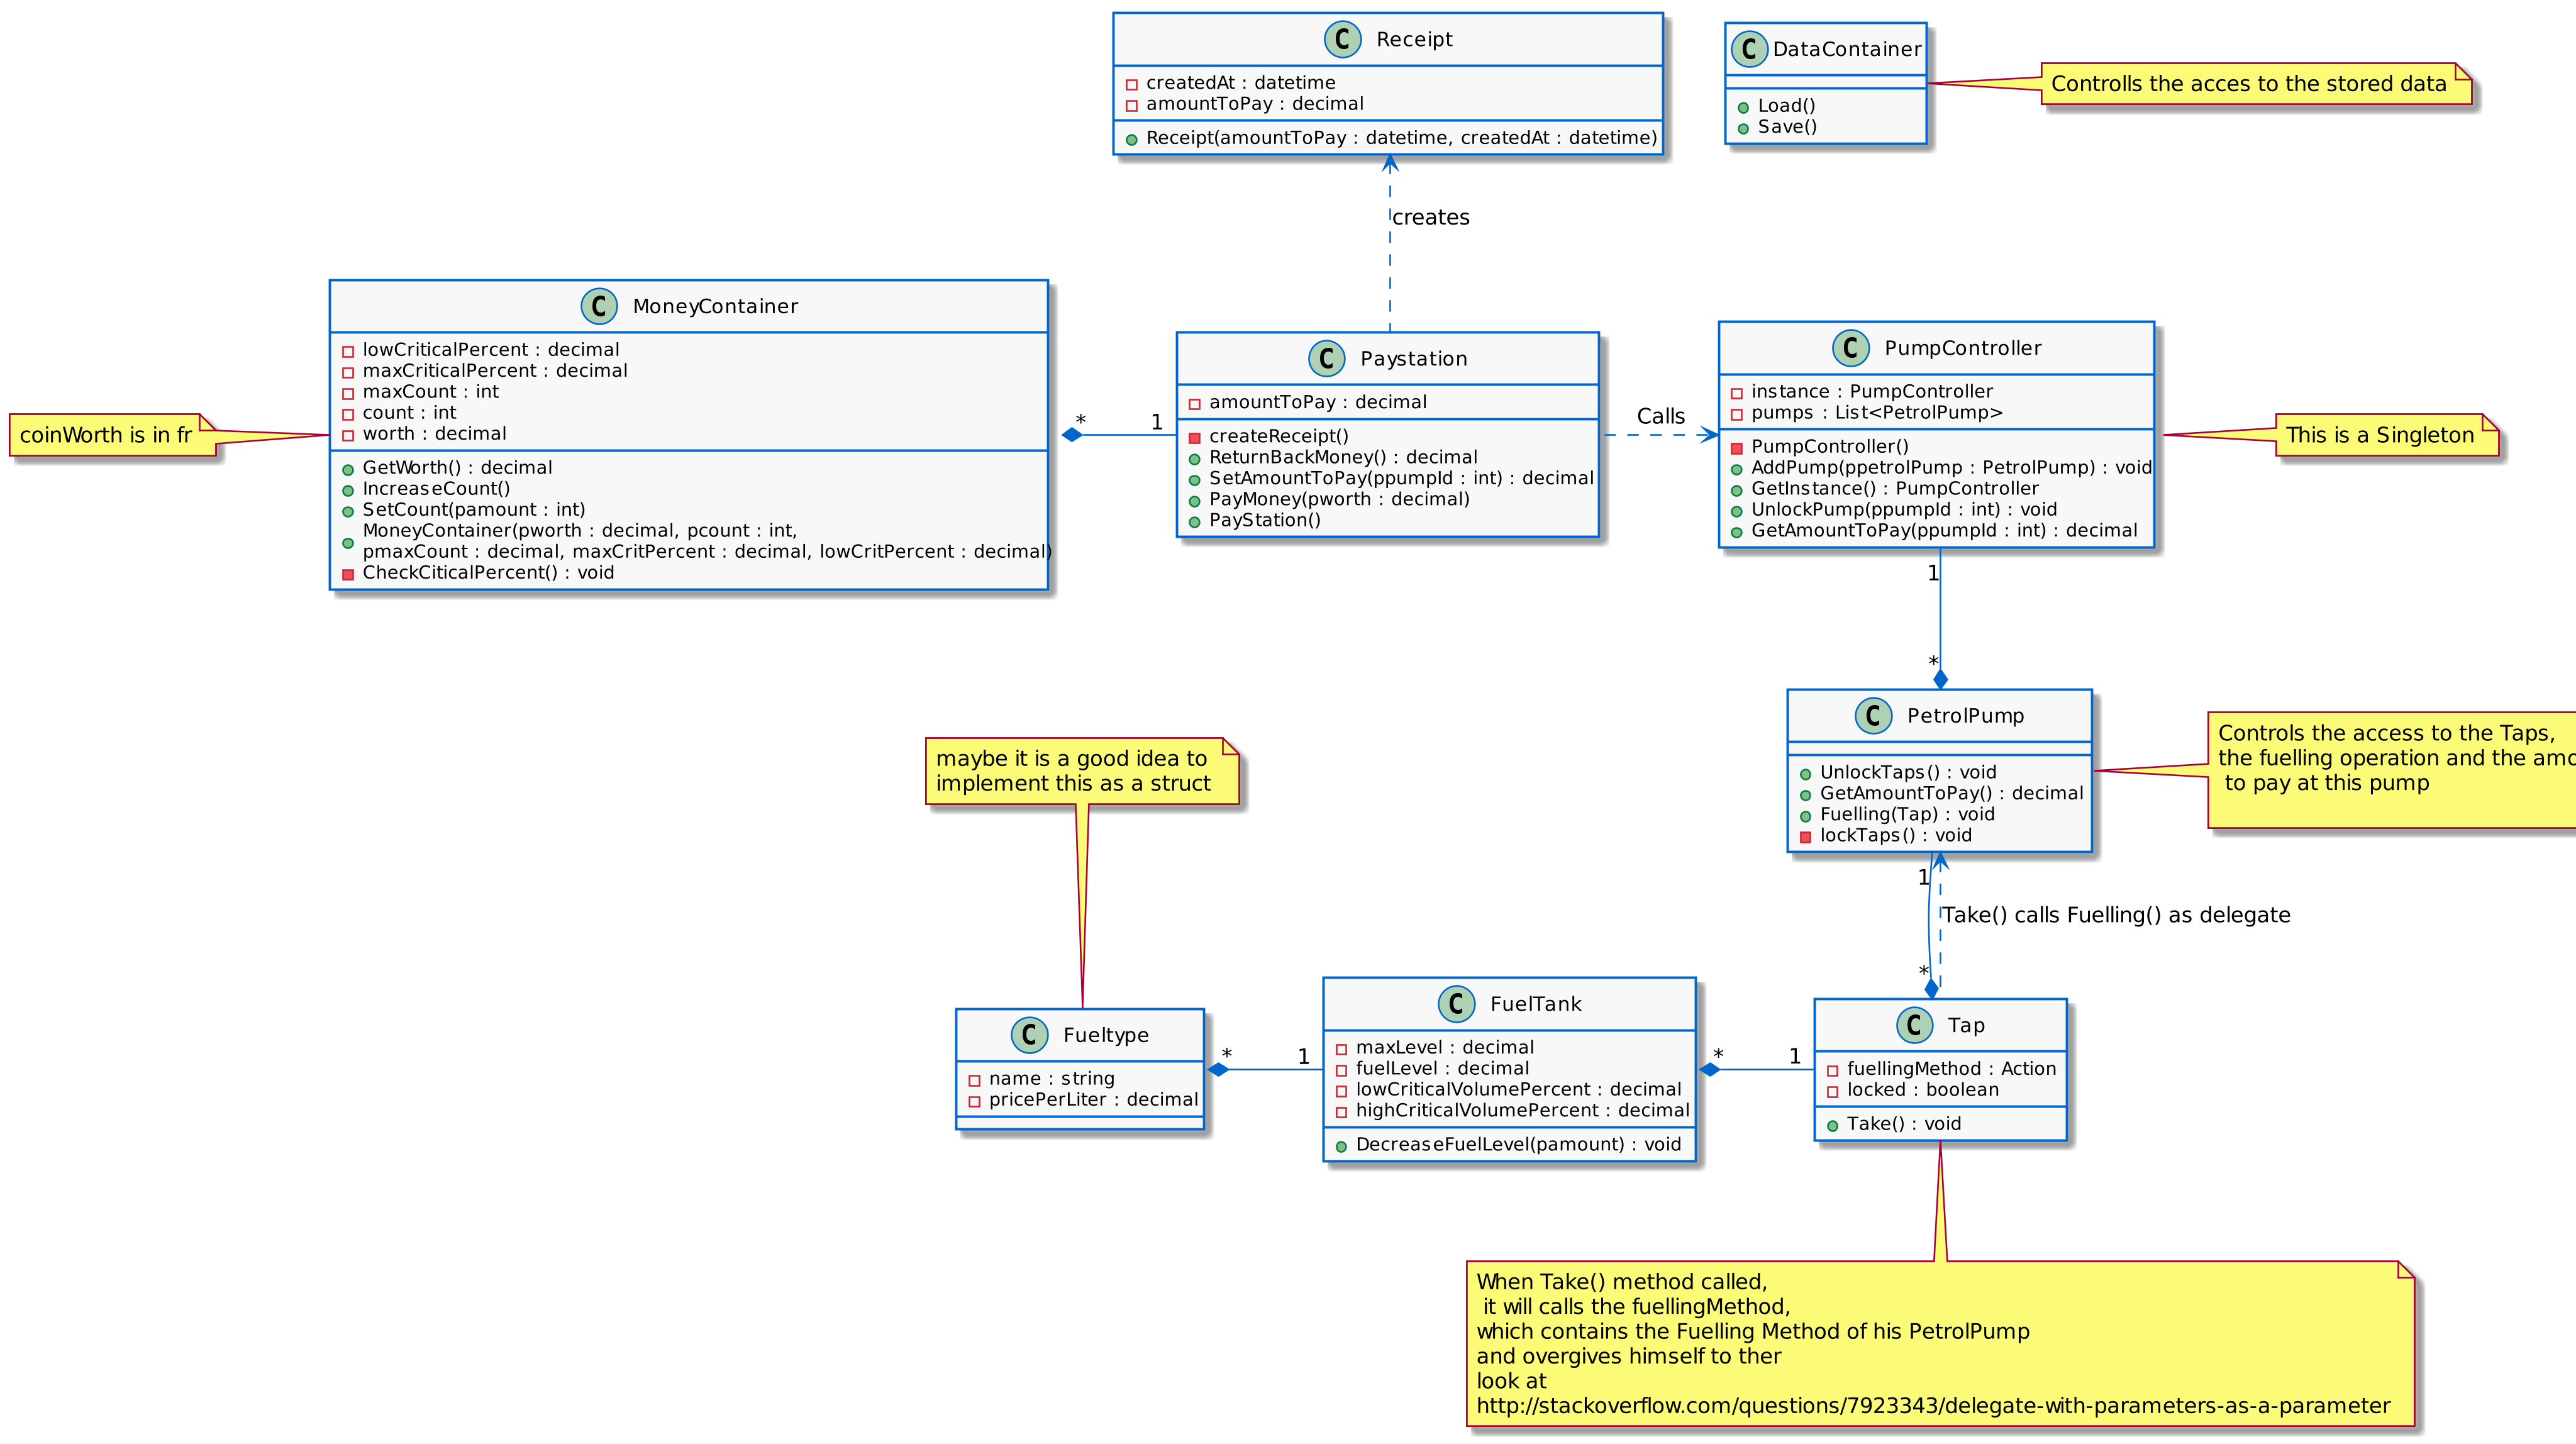 C Receipt
createdAt : datetime
amountToPay : decimal
Receipt(amountToPay : datetime, createdAt : datetime)
C DataContainer
Load()
Save()
Controlls the acces to the stored data
creates
C MoneyContainer
lowCriticalPercent : decimal
maxCriticalPercent : decimal
maxCount : int
count : int
worth : decimal
GetWorth() : decimal
IncreaseCount()
SetCount(pamount : int)
MoneyContainer(pworth : decimal, pcount : int,
pmaxCount : decimal, maxCritPercent : decimal, lowCritPercent : decimal)
CheckCiticalPercent() : void
coinWorth is in fr
* 1
C Paystation
amountToPay : decimal
createReceipt()
ReturnBackMoney() : decimal
SetAmountToPay(ppumpId : int) : decimal
PayMoney(pworth : decimal)
PayStation()
Calls
C PumpController
instance : PumpController
pumps : List<PetrolPump>
PumpController()
AddPump(ppetrolPump : PetrolPump) : void
GetInstance() : PumpController
UnlockPump(ppumpId : int) : void
GetAmountToPay(ppumpId : int) : decimal
This is a Singleton
1
*
C PetrolPump
UnlockTaps() : void
GetAmountToPay() : decimal
Fuelling(Tap) : void
lockTaps() : void
Controls the access to the Taps,
the fuelling operation and the
to pay at this pump
maybe it is a good idea to
implement this as a struct
1
Take() calls Fuelling() as delegate
*
C Fueltype
name : string
pricePerLiter : decimal
* 1
C FuelTank
maxLevel : decimal
fuelLevel : decimal
lowCriticalVolumePercent : decimal
highCriticalVolumePercent : decimal
DecreaseFuelLevel(pamount) : void
* 1
C Tap
fuellingMethod : Action
locked : boolean
Take() : void
When Take() method called,
it will calls the fuellingMethod,
which contains the Fuelling Method of his PetrolPump
and overgives himself to ther
look at
http://stackoverflow.com/questions/7923343/delegate-with-parameters-as-a-parameter